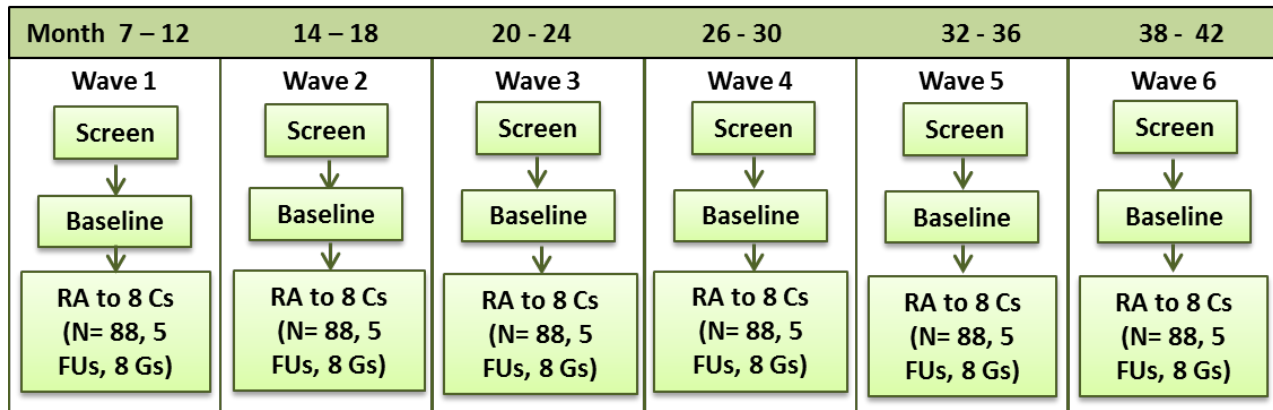 Month 7 – 12 14 – 18 20 - 24 26 - 30 32 - 36 38 - 42
Wave 1
Screen
Baseline
RA to 8 Cs
(N= 88, 5
FUs, 8 Gs)
Wave 2
Screen
Baseline
RA to 8 Cs
(N= 88, 5
FUs, 8 Gs)
Wave 3
Screen
Baseline
RA to 8 Cs
(N= 88, 5
FUs, 8 Gs)
Wave 4
Screen
Baseline
RA to 8 Cs
(N= 88, 5
FUs, 8 Gs)
Wave 5
Screen
Baseline
RA to 8 Cs
(N= 88, 5
FUs, 8 Gs)
Wave 6
Screen
Baseline
RA to 8 Cs
(N= 88, 5
FUs, 8 Gs)